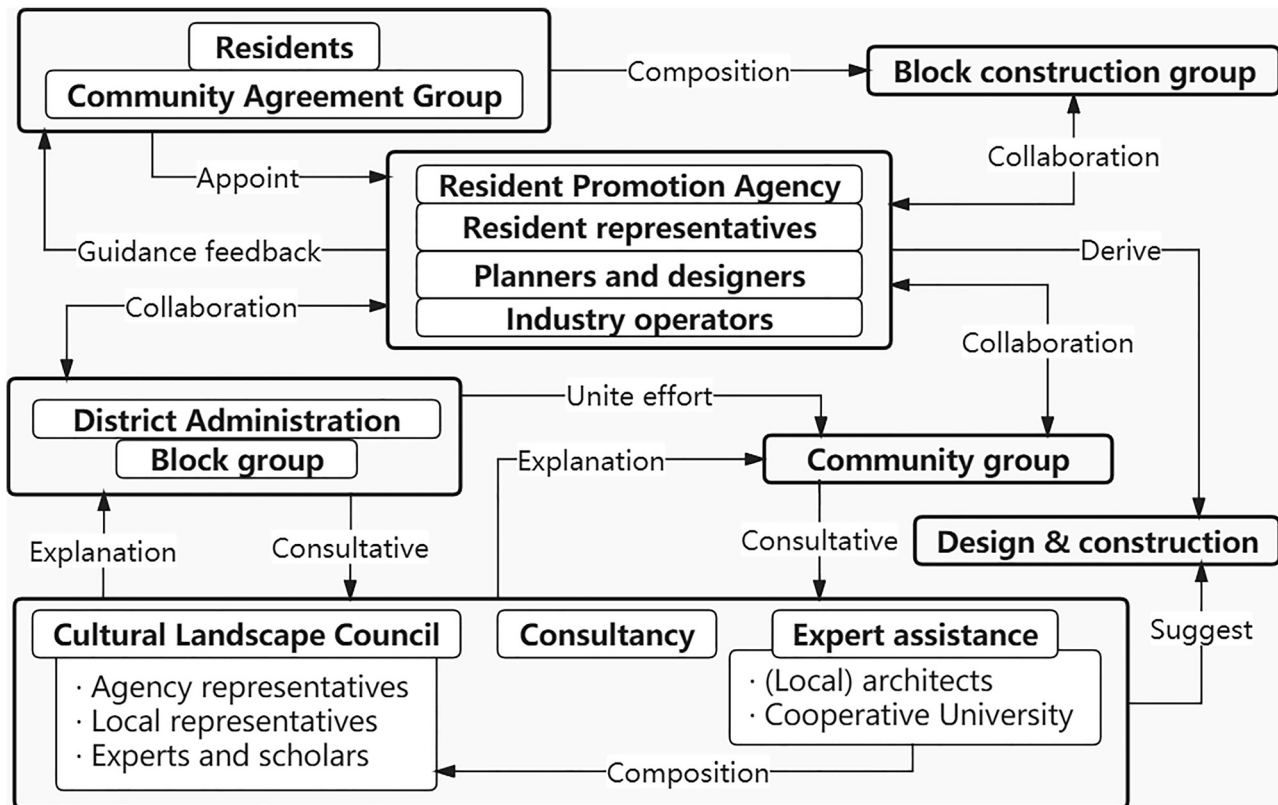 Residents
Community Agreement Group
Composition
Block construction group
Appoint
Collaboration
Resident Promotion Agency
Resident representatives
Planners and designers
Industry operators
Guidance feedback
Derive
Collaboration
Collaboration
District Administration
Block group
Unite effort
Explanation
Community group
Explanation
Consultative
Consultative
Design & construction
Cultural Landscape Council
· Agency representatives
· Local representatives
· Experts and scholars
Consultancy
Expert assistance
· (Local) architects
· Cooperative University
Suggest
Composition